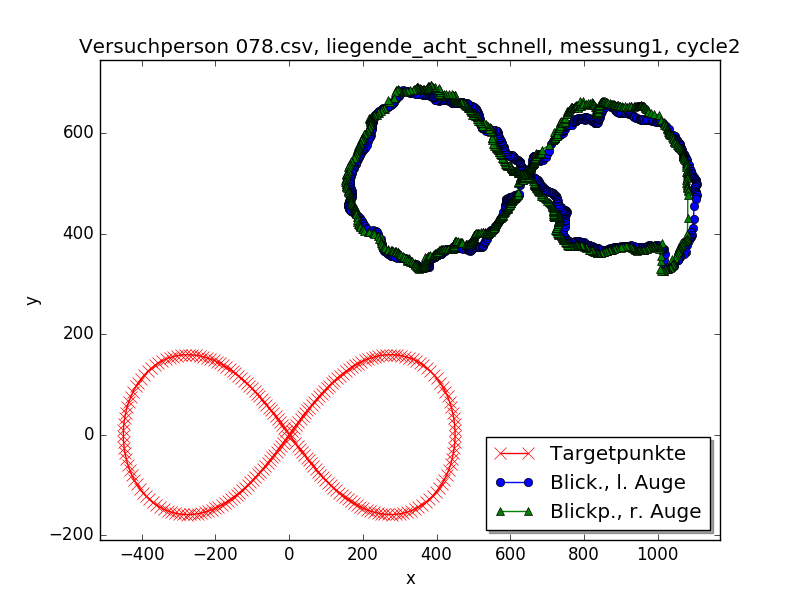 Versuchperson 078.csv, liegende_acht_schnell, messung1, cycle2
y
600
400
200
0
−200
−400
−200
0
200
400
600
800
1000
x
Targetpunkte
Blick., l. Auge
Blickp., r. Auge